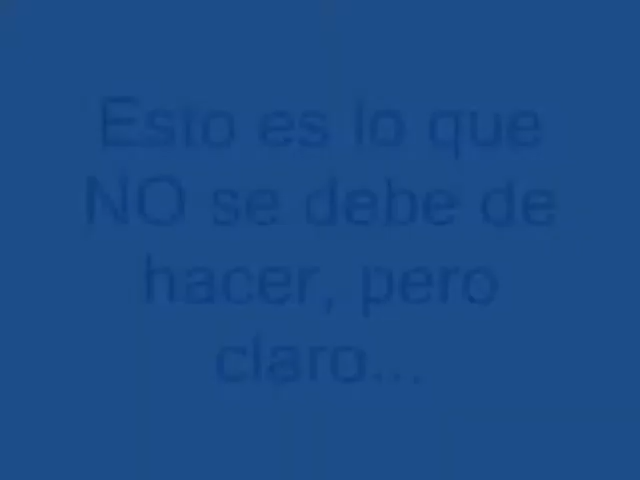 Esto es lo que
NO se debe de
hacer, pero
claro...